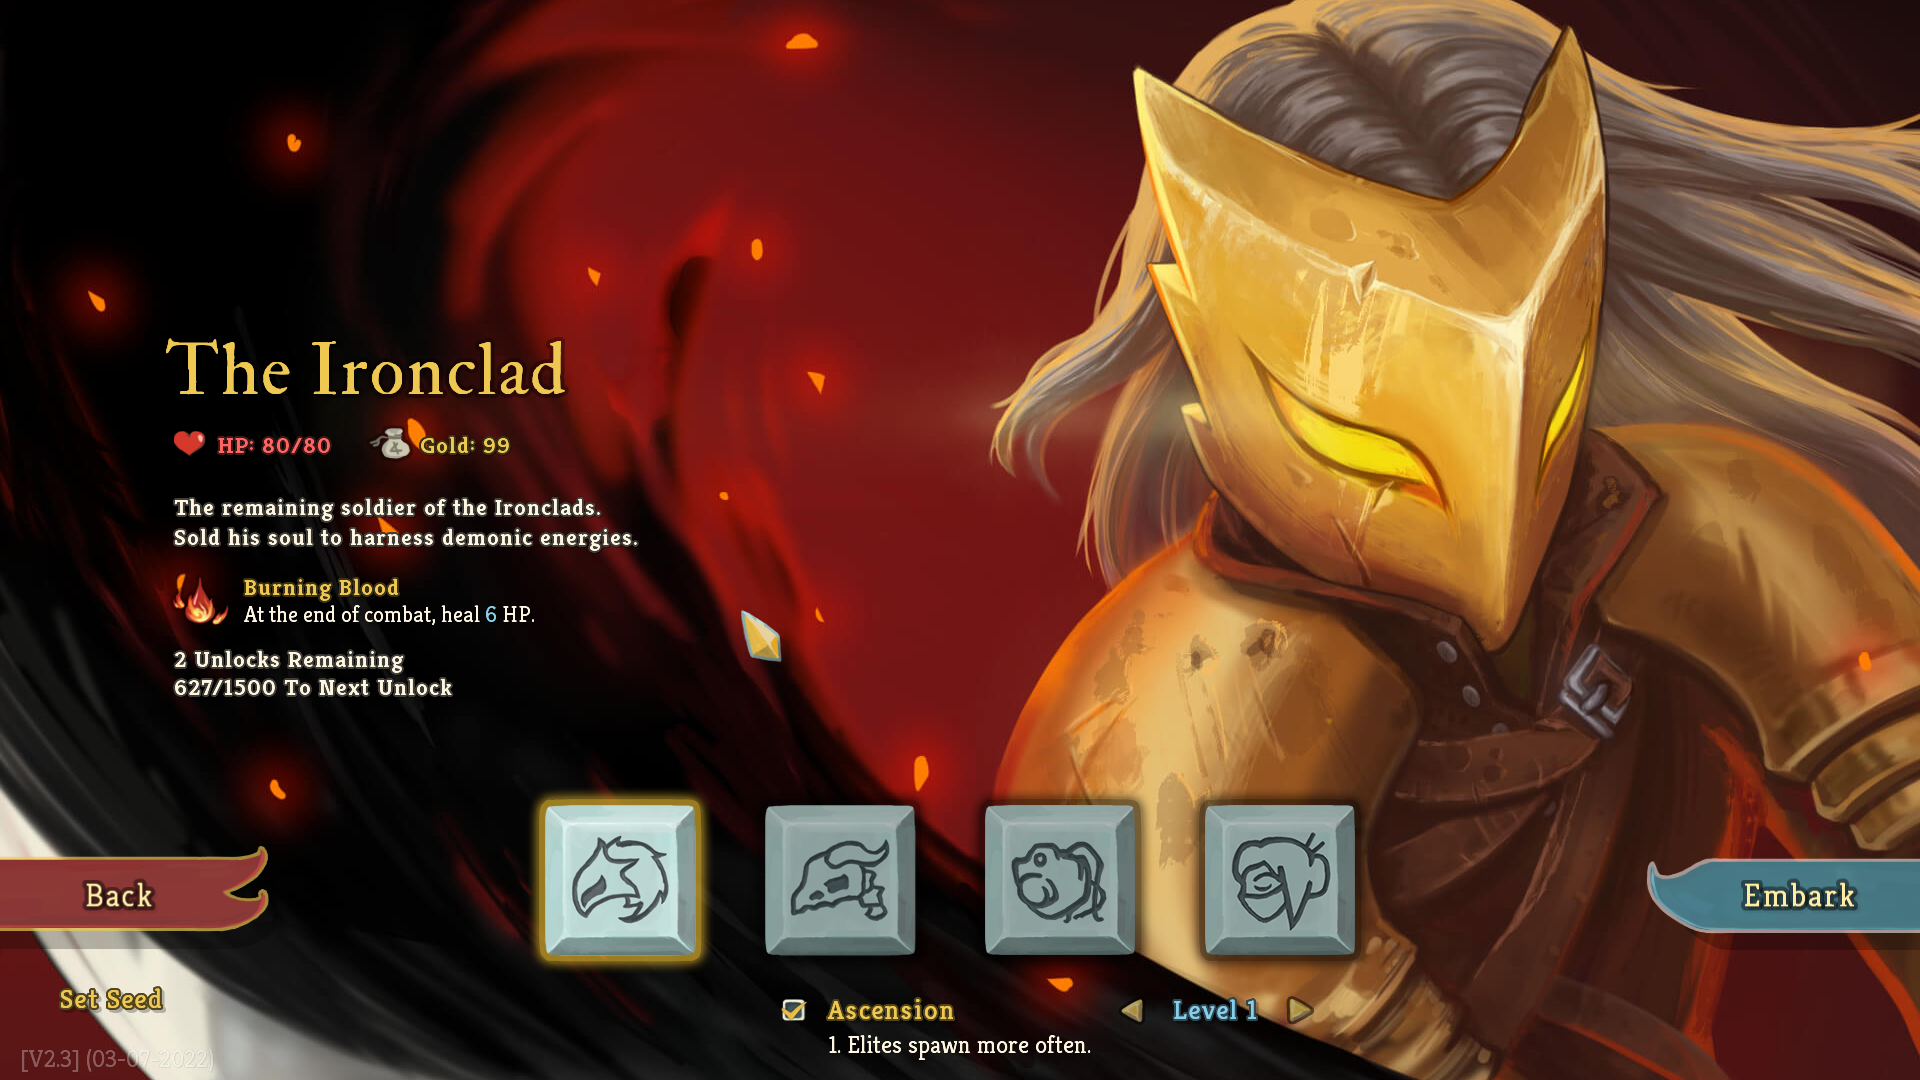 The Ironclad
HP: 80/80 Gold: 99
The remaining soldier of the Ironclads.
Sold his soul to harness demonic energies.
Burning Blood
At the end of combat, heal 6 HP.
2 Unlocks Remaining
627/1500 To Next Unlock
Back
Embark
Set Seed
Ascension Level 1
1. Elites spawn more often.
[V2.3] (03-07-2022)